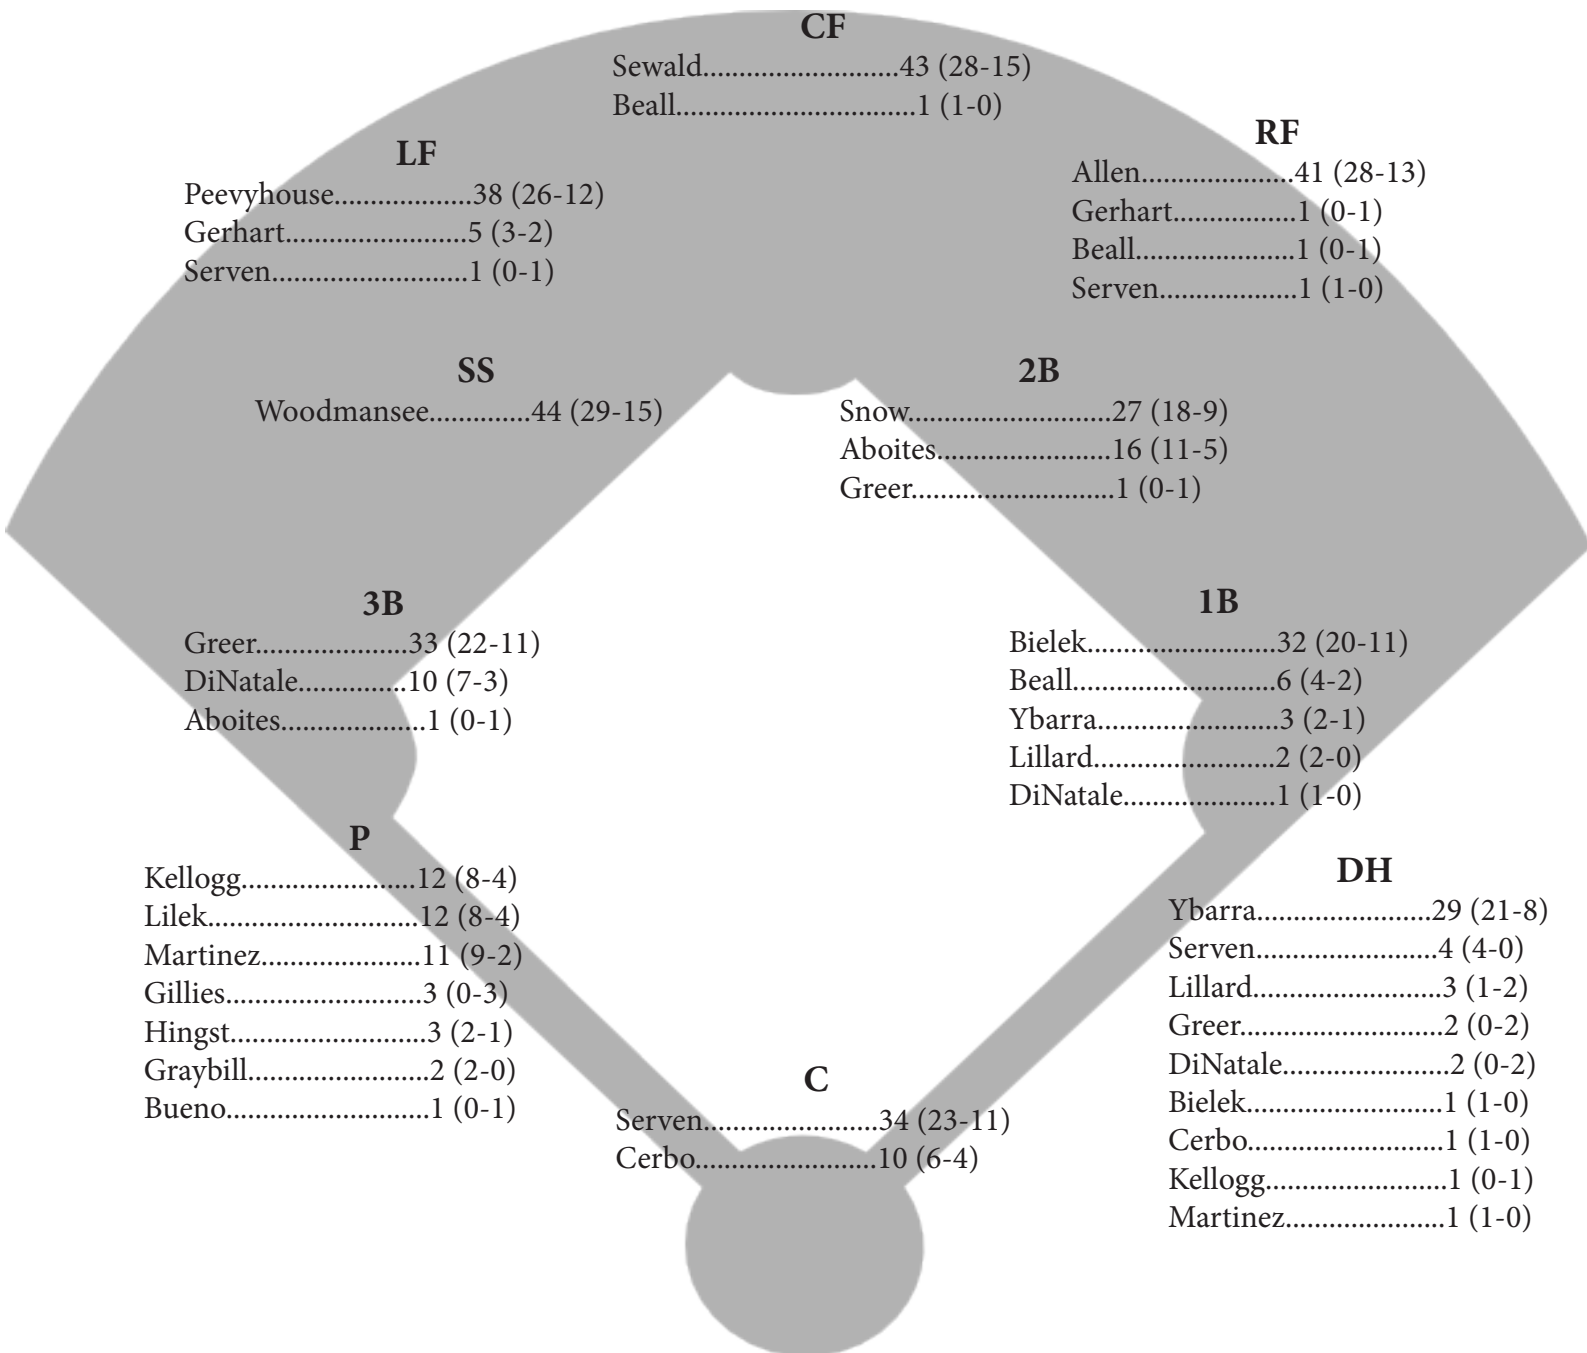 CF
Sewald...........................43 (28-15)
Beall.................................1 (1-0)
LF
Peevyhouse...................38 (26-12)
Gerhart.........................5 (3-2)
Serven...........................1 (0-1)
RF
Allen.....................41 (28-13)
Gerhart.................1 (0-1)
Beall......................1 (0-1)
Serven...................1 (1-0)
SS
Woodmansee..............44 (29-15)
2B
Snow............................27 (18-9)
Aboites........................16 (11-5)
Greer............................1 (0-1)
3B
Greer.....................33 (22-11)
DiNatale...............10 (7-3)
Aboites....................1 (0-1)
1B
Bielek..........................32 (20-11)
Beall............................6 (4-2)
Ybarra.........................3 (2-1)
Lillard.........................2 (2-0)
DiNatale.....................1 (1-0)
P
Kellogg........................12 (8-4)
Lilek.............................12 (8-4)
Martinez......................11 (9-2)
Gillies...........................3 (0-3)
Hingst...........................3 (2-1)
Graybill.........................2 (2-0)
Bueno............................1 (0-1)
DH
Ybarra........................29 (21-8)
Serven.........................4 (4-0)
Lillard..........................3 (1-2)
Greer............................2 (0-2)
DiNatale.......................2 (0-2)
Bielek...........................1 (1-0)
Cerbo...........................1 (1-0)
Kellogg.........................1 (0-1)
Martinez......................1 (1-0)
C
Serven........................34 (23-11)
Cerbo.........................10 (6-4)